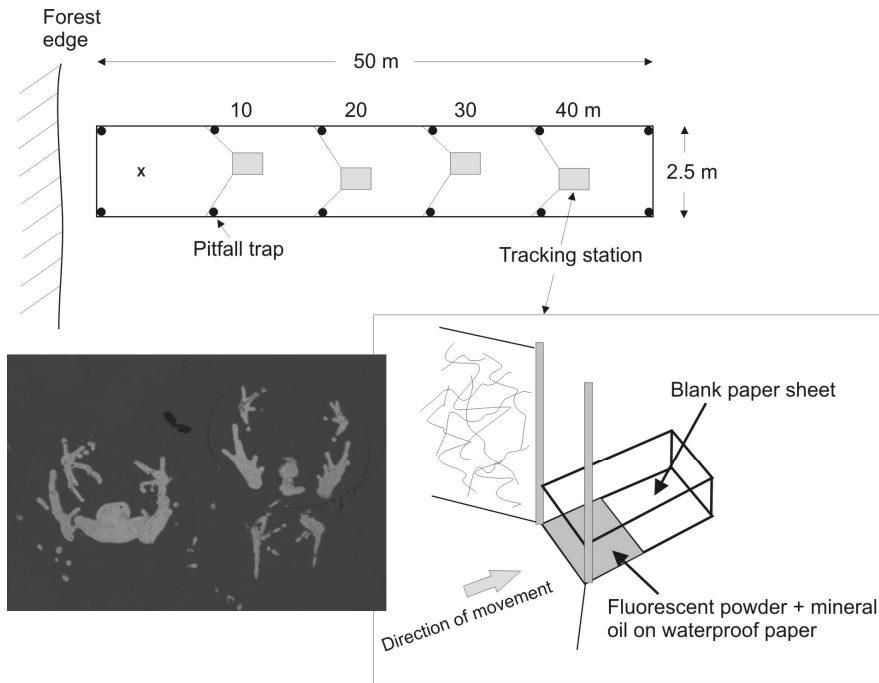 Forest
edge
50 m
10 20 30 40 m
x
2.5 m
Pitfall trap
Tracking station
Blank paper sheet
Direction of movement
Fluorescent powder + mineral
oil on waterproof paper